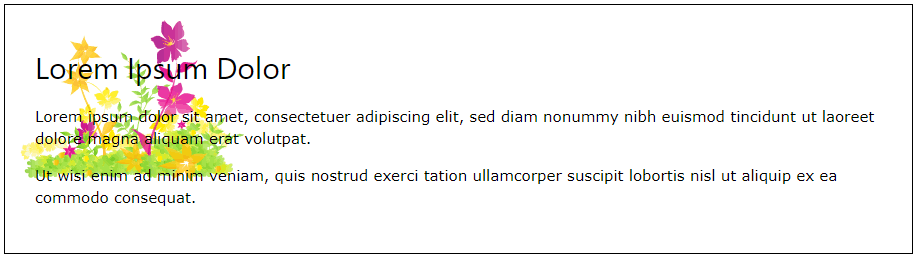 Lorem Ipsum Dolor
Lorem ipsum dolor sit amet, consectetuer adipiscing elit, sed diam nonummy nibh euismod tincidunt ut laoreet
dolore magna aliquam erat volutpat.
Ut wisi enim ad minim veniam, quis nostrud exerci tation ullamcorper suscipit lobortis nisl ut aliquip ex ea
commodo consequat.